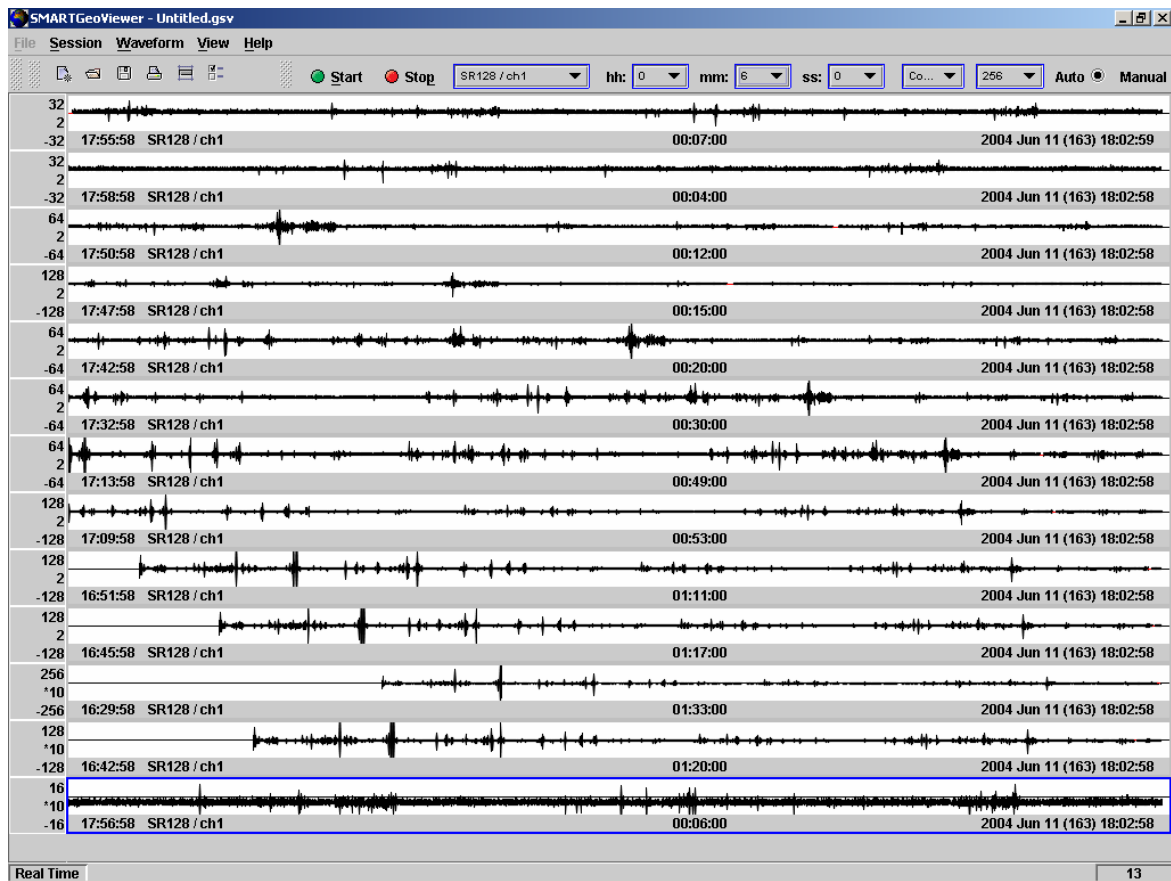 SMARTGeoViewer - Untitled.gsv
File Session Waveform View Help
Start Stop SR128 / ch1 hh: 0 mm: 6 ss: 0 Co... 256 Auto Manual
32
2
-32 17:55:58 SR128 / ch1 00:07:00 2004 Jun 11 (163) 18:02:59
32
2
-32 17:58:58 SR128 / ch1 00:04:00 2004 Jun 11 (163) 18:02:58
64
2
-64 17:50:58 SR128 / ch1 00:12:00 2004 Jun 11 (163) 18:02:58
128
2
-128 17:47:58 SR128 / ch1 00:15:00 2004 Jun 11 (163) 18:02:58
64
2
-64 17:42:58 SR128 / ch1 00:20:00 2004 Jun 11 (163) 18:02:58
64
2
-64 17:32:58 SR128 / ch1 00:30:00 2004 Jun 11 (163) 18:02:58
64
2
-64 17:13:58 SR128 / ch1 00:49:00 2004 Jun 11 (163) 18:02:58
128
2
-128 17:09:58 SR128 / ch1 00:53:00 2004 Jun 11 (163) 18:02:58
128
2
-128 16:51:58 SR128 / ch1 01:11:00 2004 Jun 11 (163) 18:02:58
128
2
-128 16:45:58 SR128 / ch1 01:17:00 2004 Jun 11 (163) 18:02:58
256
*10
-256 16:29:58 SR128 / ch1 01:33:00 2004 Jun 11 (163) 18:02:58
128
*10
-128 16:42:58 SR128 / ch1 01:20:00 2004 Jun 11 (163) 18:02:58
16
*10
-16 17:56:58 SR128 / ch1 00:06:00 2004 Jun 11 (163) 18:02:58
Real Time 13